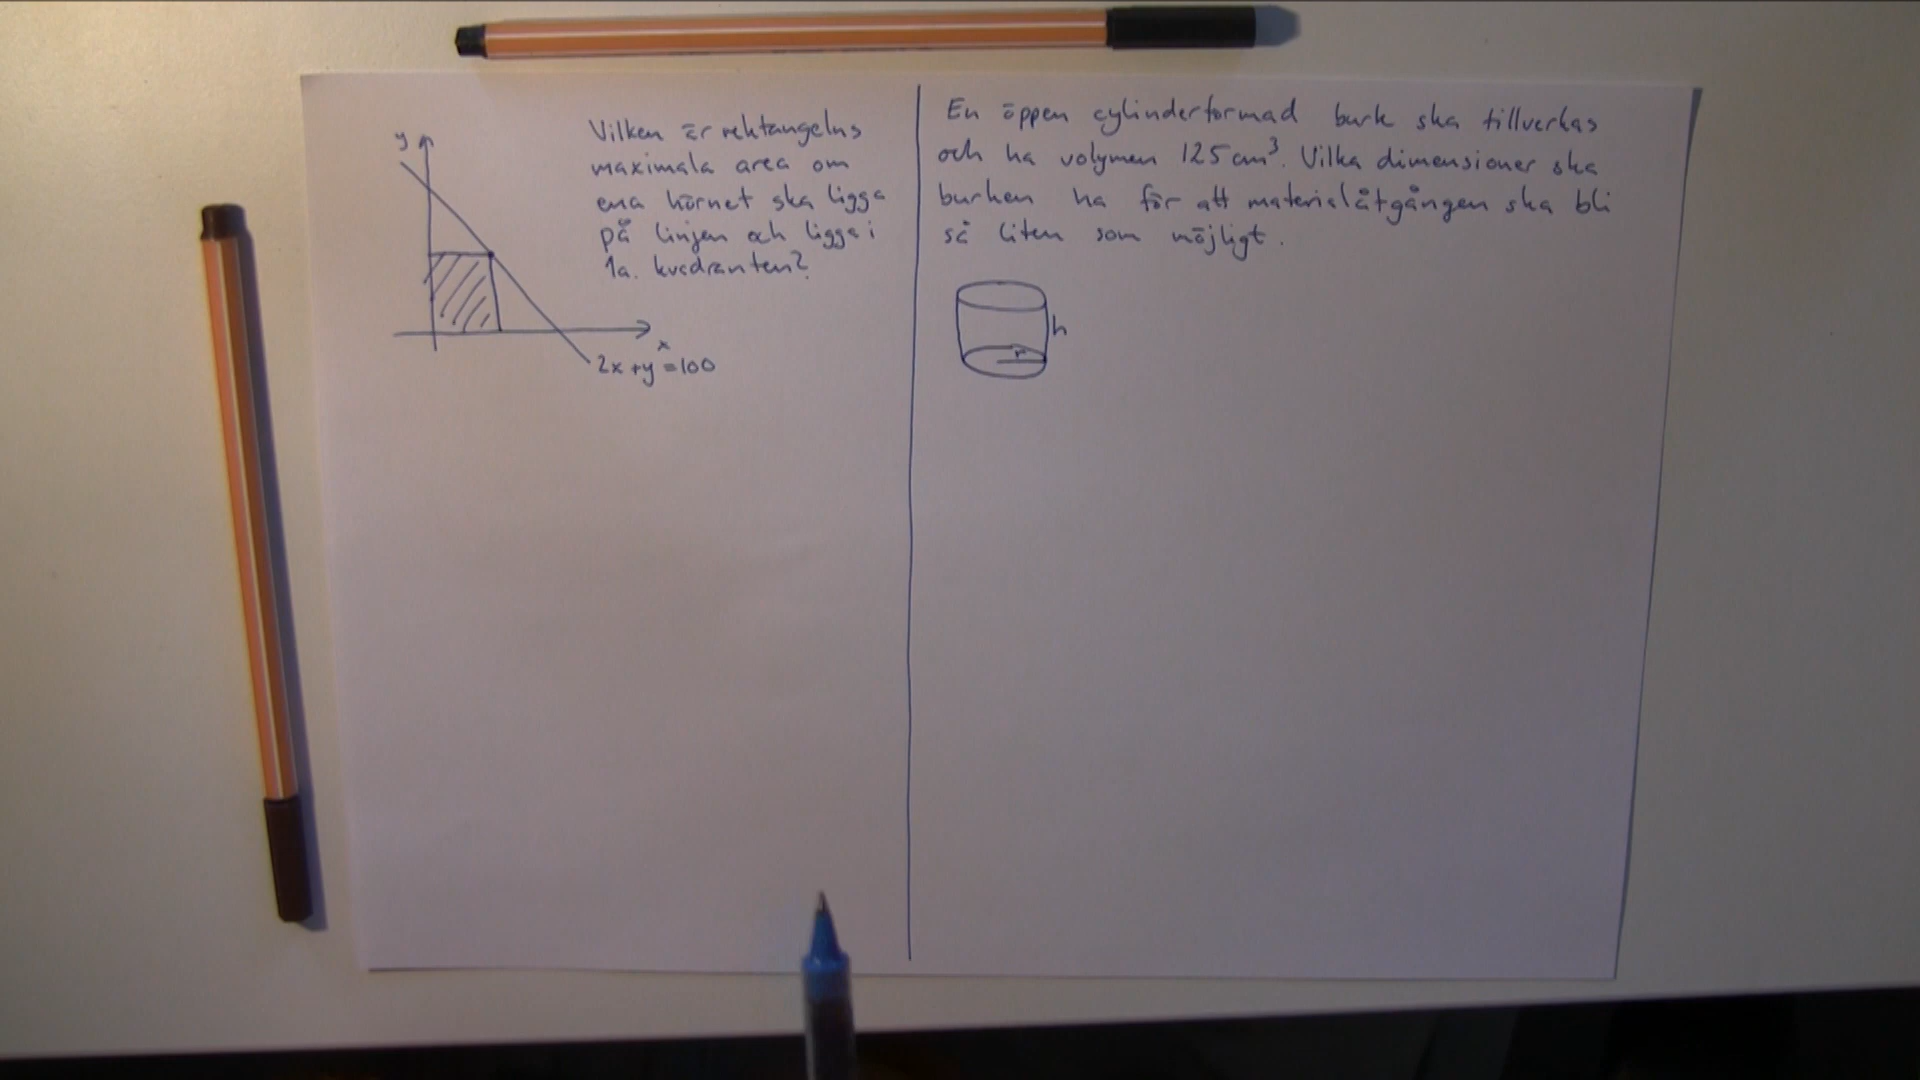 Vilken är rektangelns
maximala area om
ena hörnet ska ligga
på linjen och ligga i
1a. kvadranten?
y
x
2x+y=100
En öppen cylinderformad burk ska tillverkas
och ha volymen 125 cm³. Vilka dimensioner ska
burken ha för att materialåtgången ska bli
så liten som möjligt.
h
r